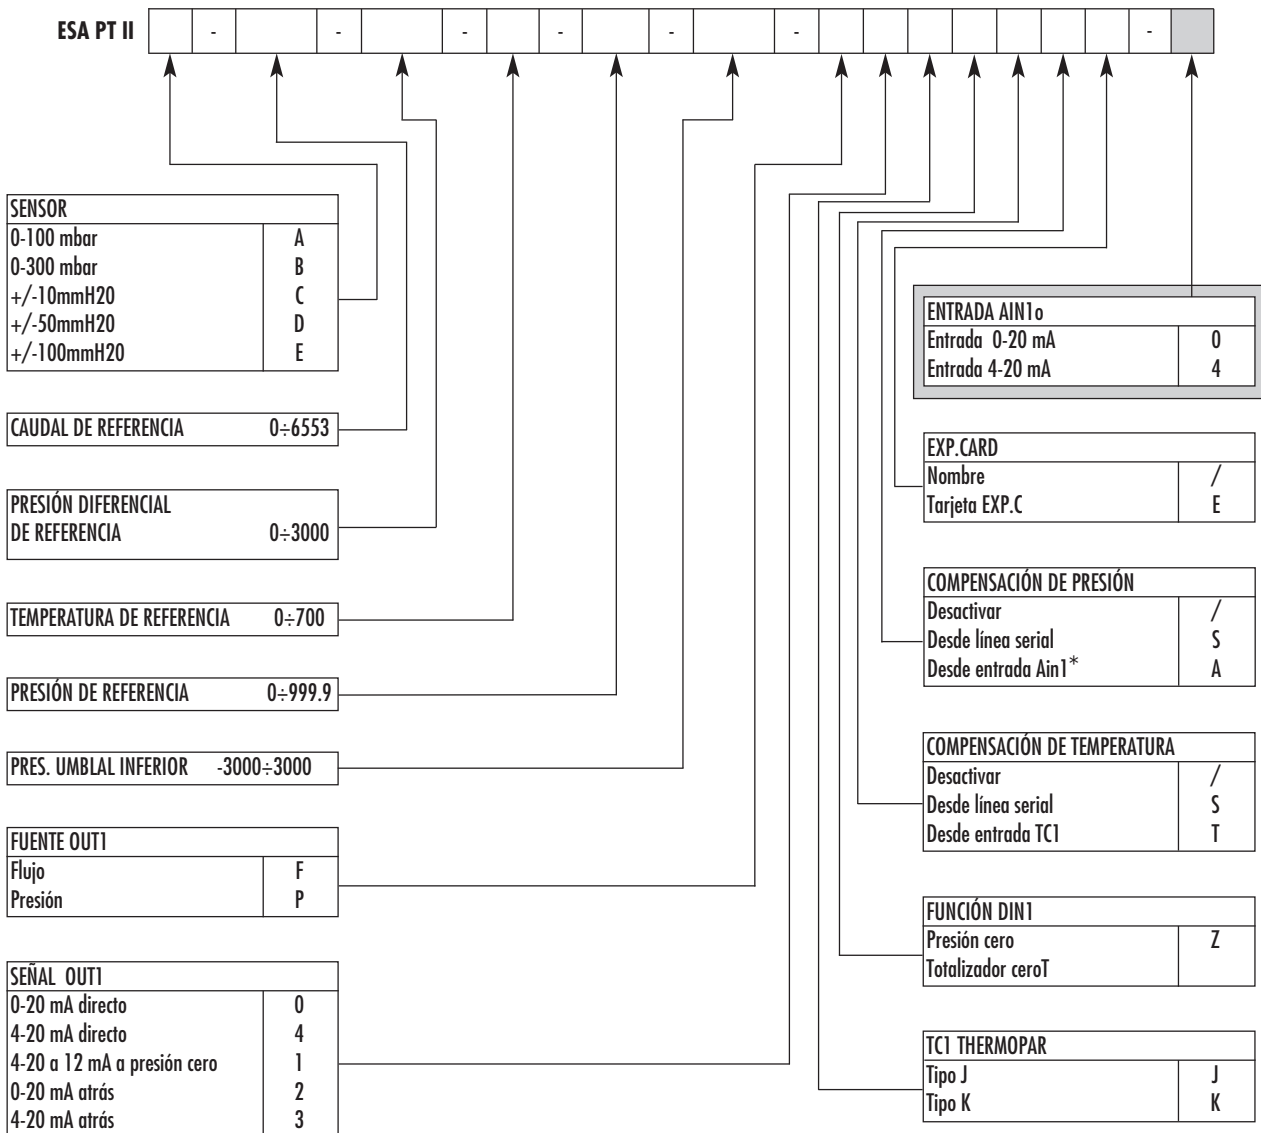 ESA PT II - - - - - - -
SENSOR
0-100 mbar A
0-300 mbar B
+/-10mmH20 C
+/-50mmH20 D
+/-100mmH20 E
CAUDAL DE REFERENCIA 0÷6553
PRESIÓN DIFERENCIAL
DE REFERENCIA 0÷3000
TEMPERATURA DE REFERENCIA 0÷700
PRESIÓN DE REFERENCIA 0÷999.9
PRES. UMBLAL INFERIOR -3000÷3000
FUENTE OUT1
Flujo F
Presión P
SEÑAL OUT1
0-20 mA directo 0
4-20 mA directo 4
4-20 a 12 mA a presión cero 1
0-20 mA atrás 2
4-20 mA atrás 3
ENTRADA AIN1o
Entrada 0-20 mA 0
Entrada 4-20 mA 4
EXP.CARD
Nombre /
Tarjeta EXP.C E
COMPENSACIÓN DE PRESIÓN
Desactivar /
Desde línea serial S
Desde entrada Ain1* A
COMPENSACIÓN DE TEMPERATURA
Desactivar /
Desde línea serial S
Desde entrada TC1 T
FUNCIÓN DIN1
Presión cero Z
Totalizador ceroT
TC1 THERMOPAR
Tipo J J
Tipo K K